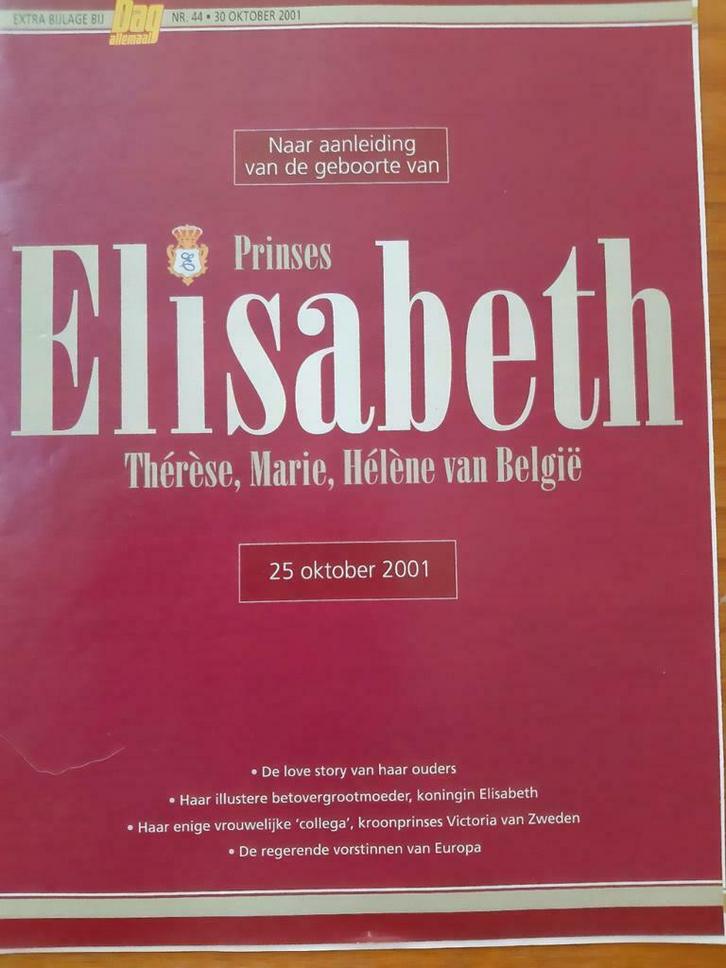 EXTRA BIJLAGE BIJ Dag allemaal NR. 44 • 30 OKTOBER 2001
Naar aanleiding
van de geboorte van
Prinses
Elisabeth
Thérèse, Marie, Hélène van België
25 oktober 2001
• De love story van haar ouders
• Haar illustere betovergrootmoeder, koningin Elisabeth
• Haar enige vrouwelijke 'collega', kroonprinses Victoria van Zweden
• De regerende vorstinnen van Europa